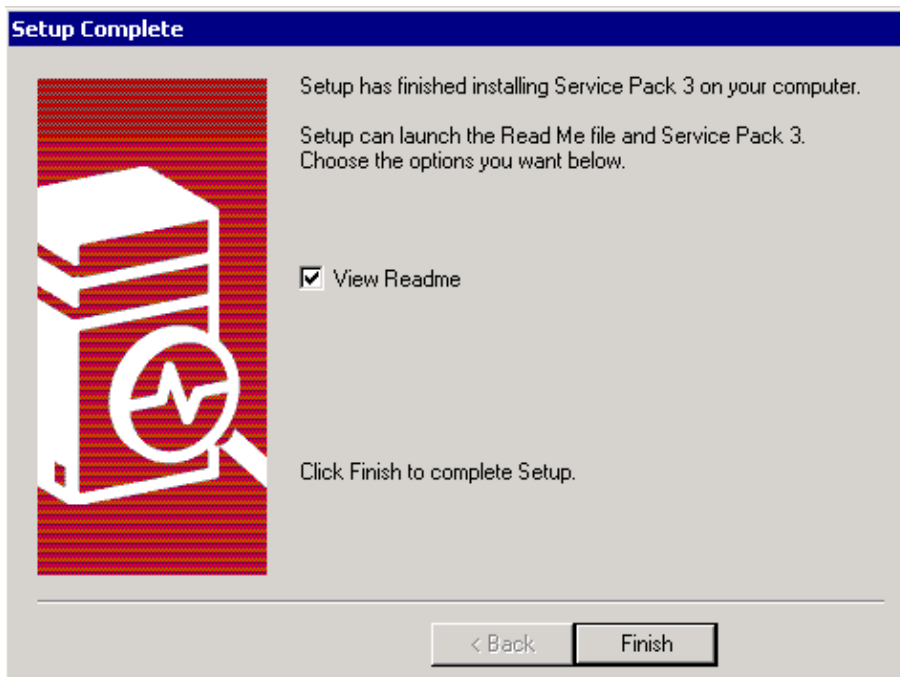 Setup Complete
Setup has finished installing Service Pack 3 on your computer.
Setup can launch the Read Me file and Service Pack 3.
Choose the options you want below.
View Readme
Click Finish to complete Setup.
< Back
Finish